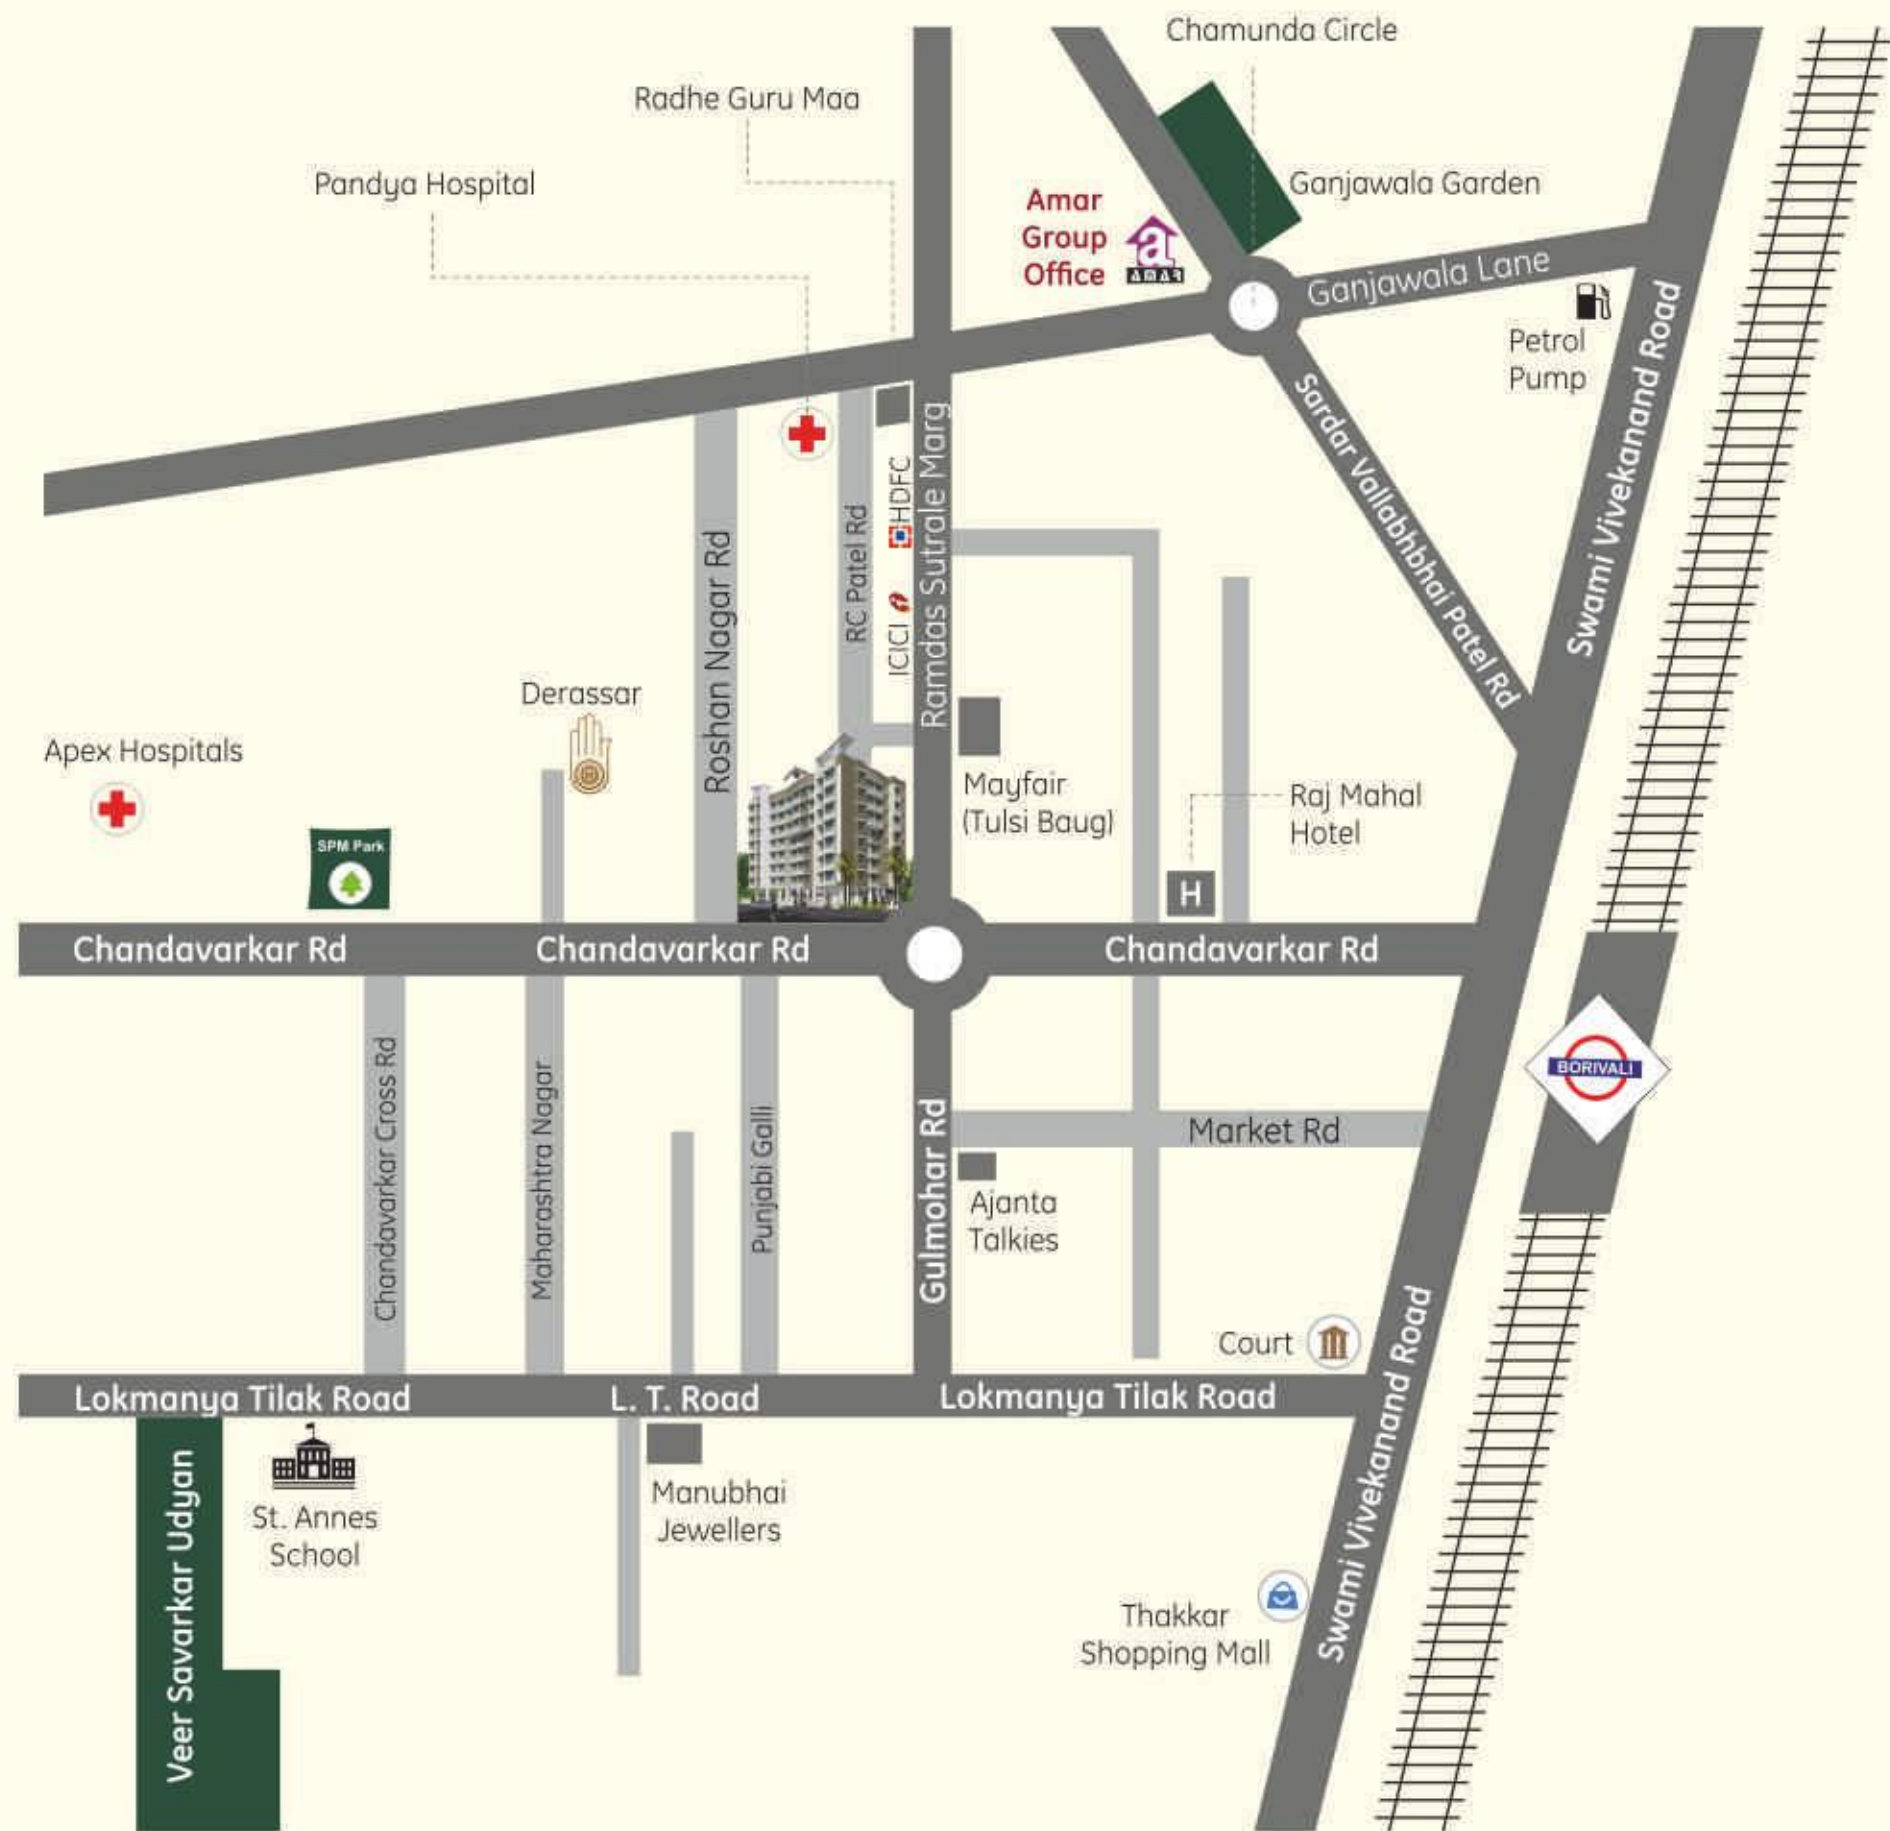 Chamunda Circle
Radhe Guru Maa
Pandya Hospital
Ganjawala Garden
Amar
Group
Office
a
AMAR
Ganjawala Lane
Petrol
Pump
Swami Vivekanand Road
Sardar Vallabhbhai Patel Rd
Ramdas Sutrale Marg
HDFC
ICICI
RC Patel Rd
Roshan Nagar Rd
Derassar
Apex Hospitals
SPM Park
Mayfair
(Tulsi Baug)
Raj Mahal
Hotel
H
Chandavarkar Rd
Chandavarkar Rd
Chandavarkar Rd
BORIVALI
Chandavarkar Cross Rd
Maharashtra Nagar
Punjabi Galli
Gulmohar Rd
Market Rd
Ajanta
Talkies
Court
Lokmanya Tilak Road
L. T. Road
Lokmanya Tilak Road
Swami Vivekanand Road
Veer Savarkar Udyan
St. Annes
School
Manubhai
Jewellers
Thakkar
Shopping Mall